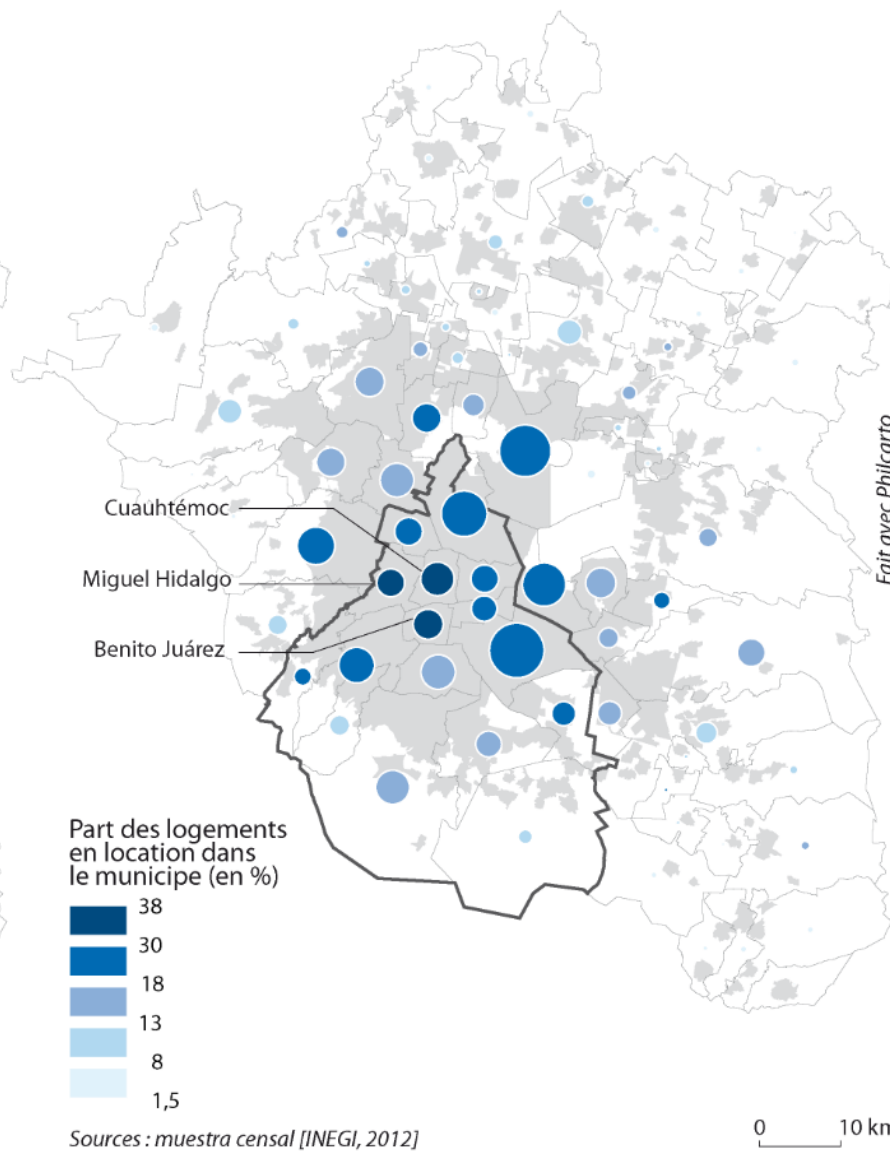 Cuauhtémoc
Miguel Hidalgo
Benito Juárez
Fait avec Philcarto
Part des logements
en location dans
le municipe (en %)
38
30
18
13
8
1,5
Sources : muestra censal [INEGI, 2012]
0 10 km